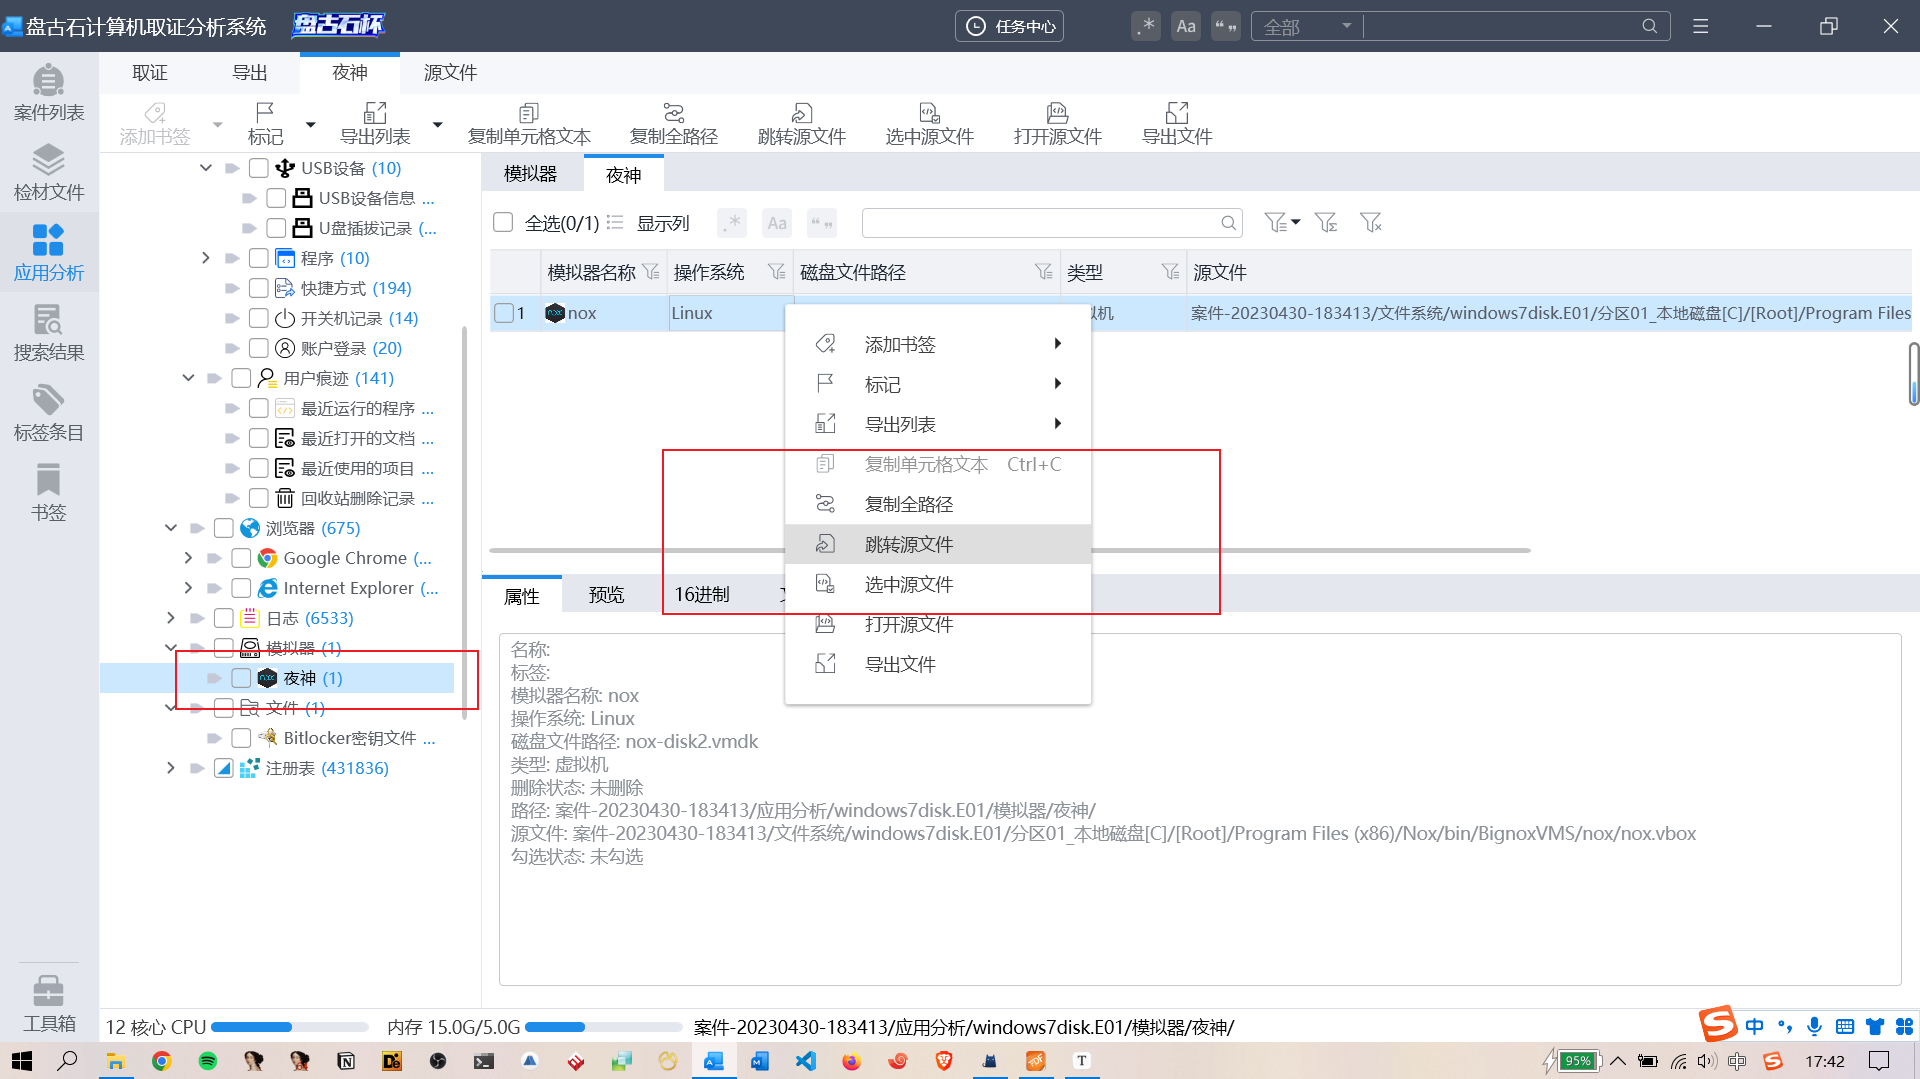 盘古石计算机取证分析系统 盘古石杯 任务中心 .* Aa “ ” 全部
取证 导出 夜神 源文件
案件列表
检材文件
应用分析
搜索结果
标签条目
书签
工具箱
添加书签 标记 导出列表 复制单元格文本 复制全路径 跳转源文件 选中源文件 打开源文件 导出文件
USB设备 (10)
USB设备信息 ...
U盘插拔记录 (...
程序 (10)
快捷方式 (194)
开关机记录 (14)
账户登录 (20)
用户痕迹 (141)
最近运行的程序 ...
最近打开的文档 ...
最近使用的项目 ...
回收站删除记录 ...
浏览器 (675)
Google Chrome (...
Internet Explorer (...
日志 (6533)
模拟器 (1)
夜神 (1)
文件 (1)
Bitlocker密钥文件 ...
注册表 (431836)
模拟器 夜神
全选(0/1) 显示列 .* Aa “ ”
模拟器名称 操作系统 磁盘文件路径 类型 源文件
1 nox Linux 拟机 案件-20230430-183413/文件系统/windows7disk.E01/分区01_本地磁盘[C]/[Root]/Program Files
添加书签
标记
导出列表
复制单元格文本 Ctrl+C
复制全路径
跳转源文件
选中源文件
打开源文件
导出文件
属性 预览 16进制
名称:
标签:
模拟器名称: nox
操作系统: Linux
磁盘文件路径: nox-disk2.vmdk
类型: 虚拟机
删除状态: 未删除
路径: 案件-20230430-183413/应用分析/windows7disk.E01/模拟器/夜神/
源文件: 案件-20230430-183413/文件系统/windows7disk.E01/分区01_本地磁盘[C]/[Root]/Program Files (x86)/Nox/bin/BignoxVMS/nox/nox.vbox
勾选状态: 未勾选
12 核心 CPU 内存 15.0G/5.0G 案件-20230430-183413/应用分析/windows7disk.E01/模拟器/夜神/
中
95% 17:42